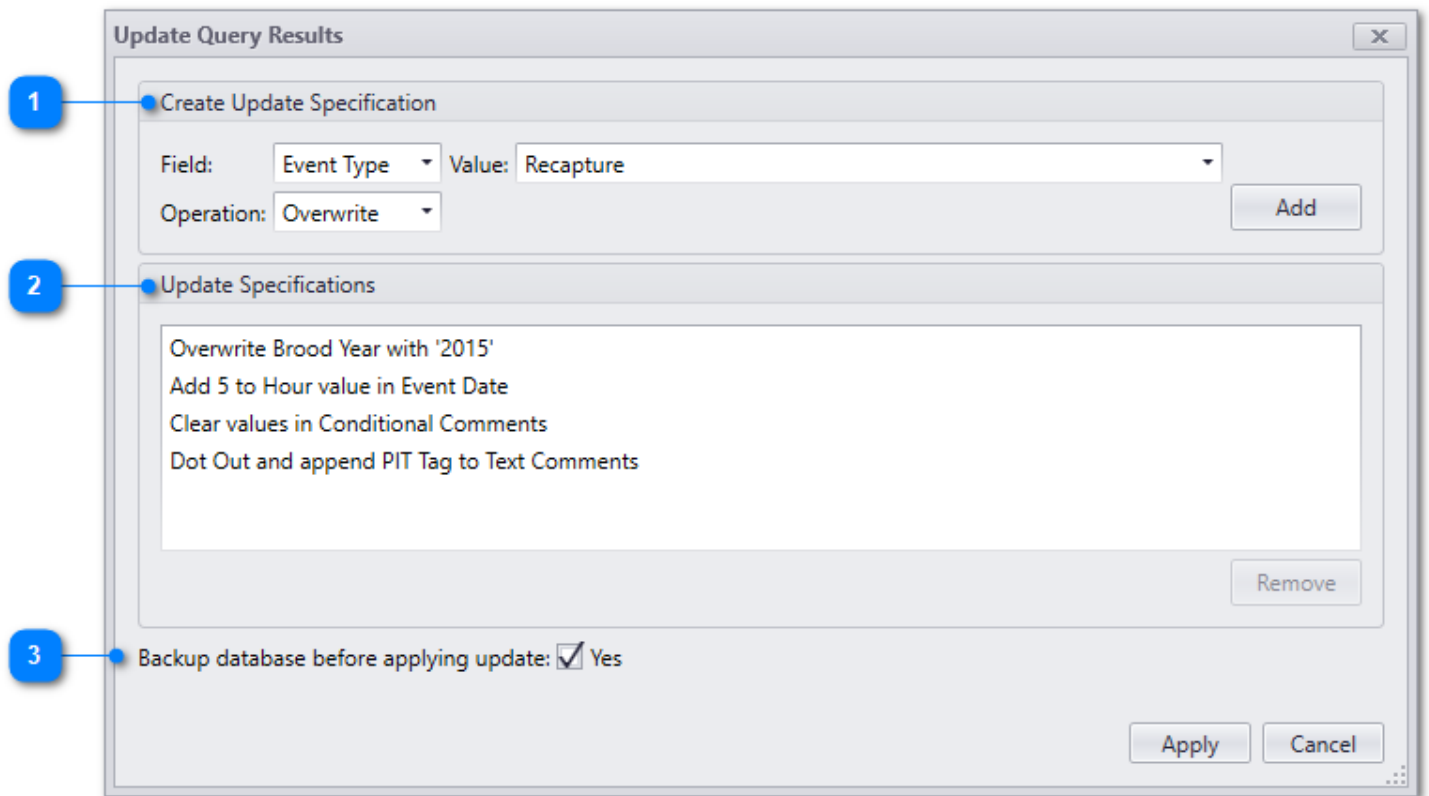 Update Query Results
1
Create Update Specification
Field: Event Type Value: Recapture
Operation: Overwrite
Add
2
Update Specifications
Overwrite Brood Year with '2015'
Add 5 to Hour value in Event Date
Clear values in Conditional Comments
Dot Out and append PIT Tag to Text Comments
Remove
3
Backup database before applying update: Yes
Apply Cancel